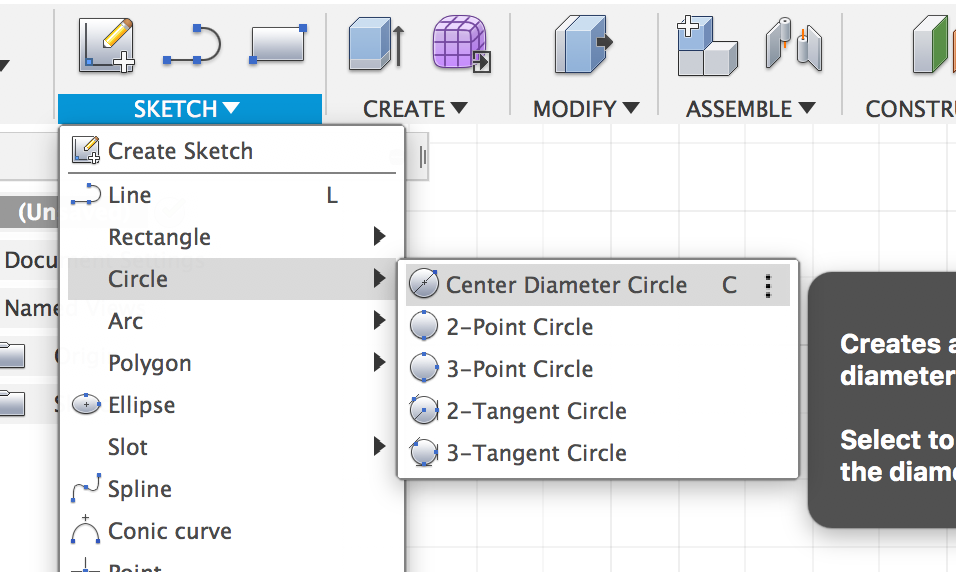 SKETCH
CREATE
MODIFY
ASSEMBLE
Create Sketch
Line L
Rectangle
Circle
Arc
Polygon
Ellipse
Slot
Spline
Conic curve
Point
(Un
Docu
Name
Center Diameter Circle C
2-Point Circle
3-Point Circle
2-Tangent Circle
3-Tangent Circle
Creates a
diameter
Select to
the diame